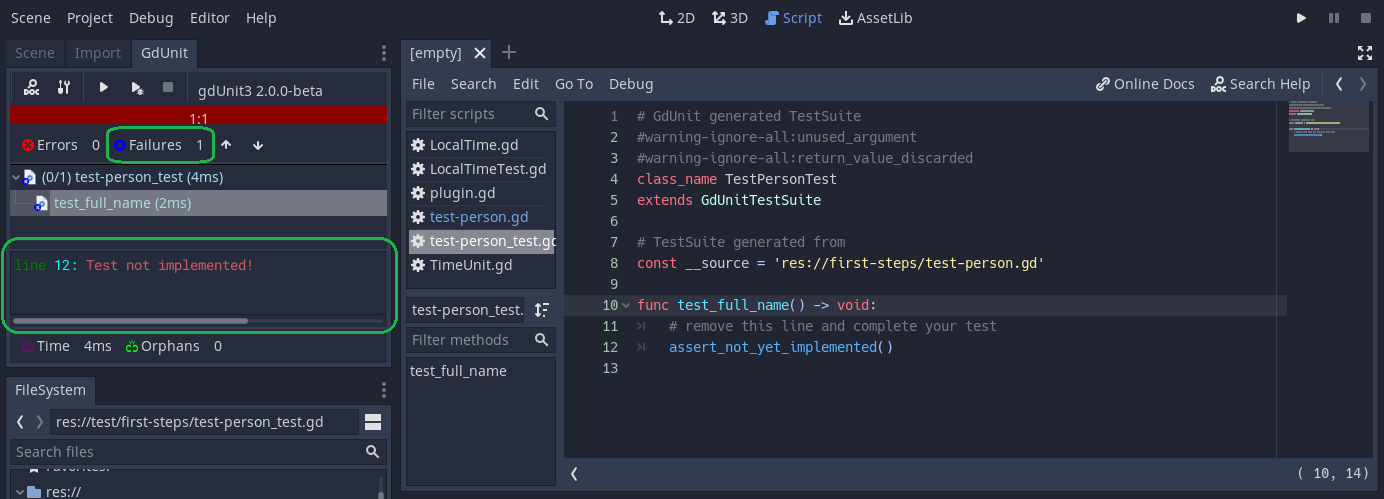 Scene Project Debug Editor Help
2D 3D Script AssetLib
Scene Import GdUnit
gdUnit3 2.0.0-beta
1:1
Errors 0 Failures 1
(0/1) test-person_test (4ms)
test_full_name (2ms)
line 12: Test not implemented!
Time 4ms Orphans 0
FileSystem
res://test/first-steps/test-person_test.gd
Search files
Favorites:
res://
[empty]
File Search Edit Go To Debug
Online Docs Search Help
Filter scripts
LocalTime.gd
LocalTimeTest.gd
plugin.gd
test-person.gd
test-person_test.gd
TimeUnit.gd
test-person_test.
Filter methods
test_full_name
1 # GdUnit generated TestSuite
2 #warning-ignore-all:unused_argument
3 #warning-ignore-all:return_value_discarded
4 class_name TestPersonTest
5 extends GdUnitTestSuite
6
7 # TestSuite generated from
8 const __source = 'res://first-steps/test-person.gd'
9
10 func test_full_name() -> void:
11 # remove this line and complete your test
12 assert_not_yet_implemented()
13
( 10, 14)